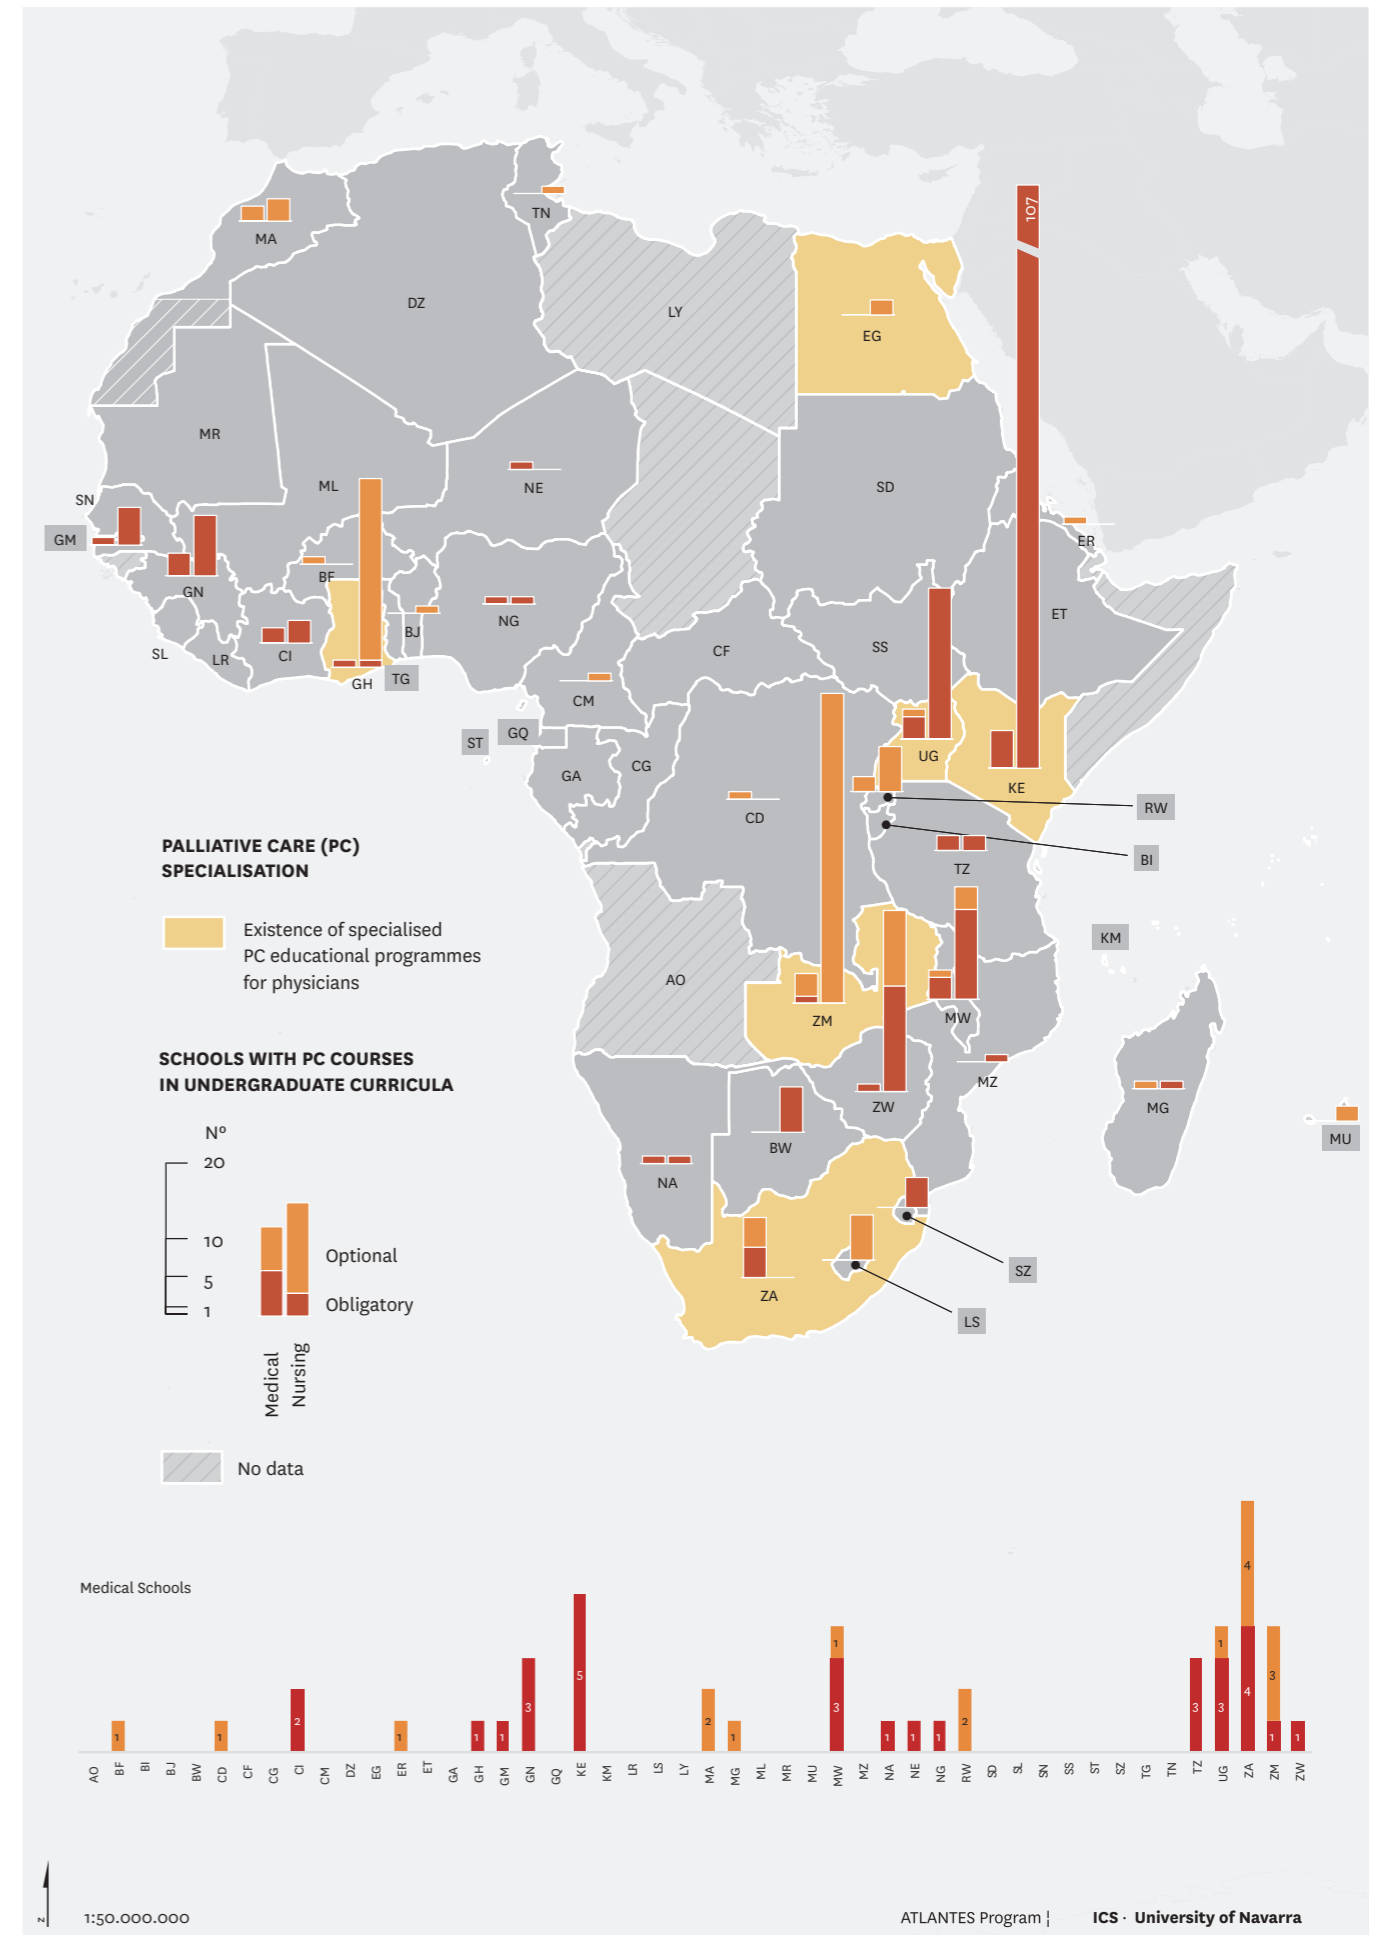 107
TN
MA
DZ
LY
EG
MR
ML
NE
SD
SN
GM
ER
BF
GN
NG
BJ
ET
SL
LR
CI
CF
SS
GH
TG
CM
ST
GQ
UG
GA
CG
KE
CD
RW
BI
TZ
PALLIATIVE CARE (PC)
SPECIALISATION
Existence of specialised
PC educational programmes
for physicians
KM
AO
ZM
MW
SCHOOLS WITH PC COURSES
IN UNDERGRADUATE CURRICULA
MZ
ZW
MG
MU
BW
NA
Nº
20
10
5
1
Optional
Obligatory
Medical
Nursing
SZ
ZA
LS
No data
Medical Schools
1
1
2
1
1
1
3
5
2
1
1
3
1
1
1
2
3
1
3
4
4
3
1
1
AO BF BI BJ BW CD CF CG CI CM DZ EG ER ET GA GH GM GN GQ KE KM LR LS LY MA MG ML MR MU MW MZ NA NE NG RW SD SL SN SS ST SZ TG TN TZ UG ZA ZM ZW
N
1:50.000.000
ATLANTES Program ¦ ICS · University of Navarra